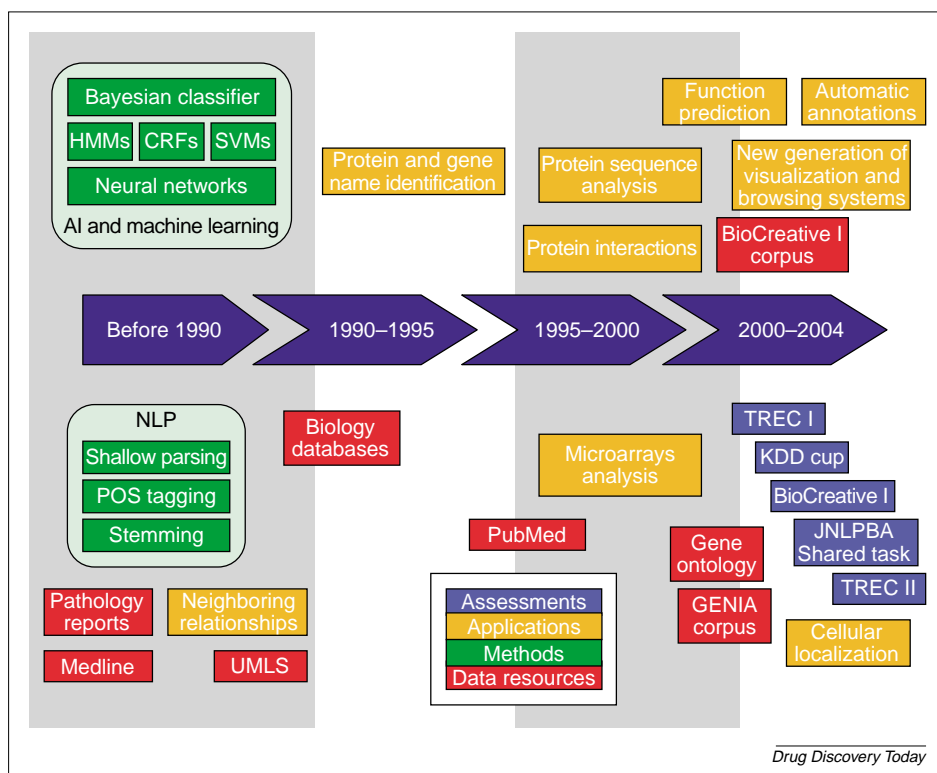 Bayesian classifier
HMMs
CRFs
SVMs
Neural networks
AI and machine learning
Protein and gene
name identification
Protein sequence
analysis
Protein interactions
Function
prediction
Automatic
annotations
New generation of
visualization and
browsing systems
BioCreative I
corpus
Before 1990
1990–1995
1995–2000
2000–2004
NLP
Shallow parsing
POS tagging
Stemming
Pathology
reports
Neighboring
relationships
Medline
UMLS
Biology
databases
Microarrays
analysis
PubMed
Assessments
Applications
Methods
Data resources
Gene
ontology
GENIA
corpus
TREC I
KDD cup
BioCreative I
JNLPBA
Shared task
TREC II
Cellular
localization
Drug Discovery Today